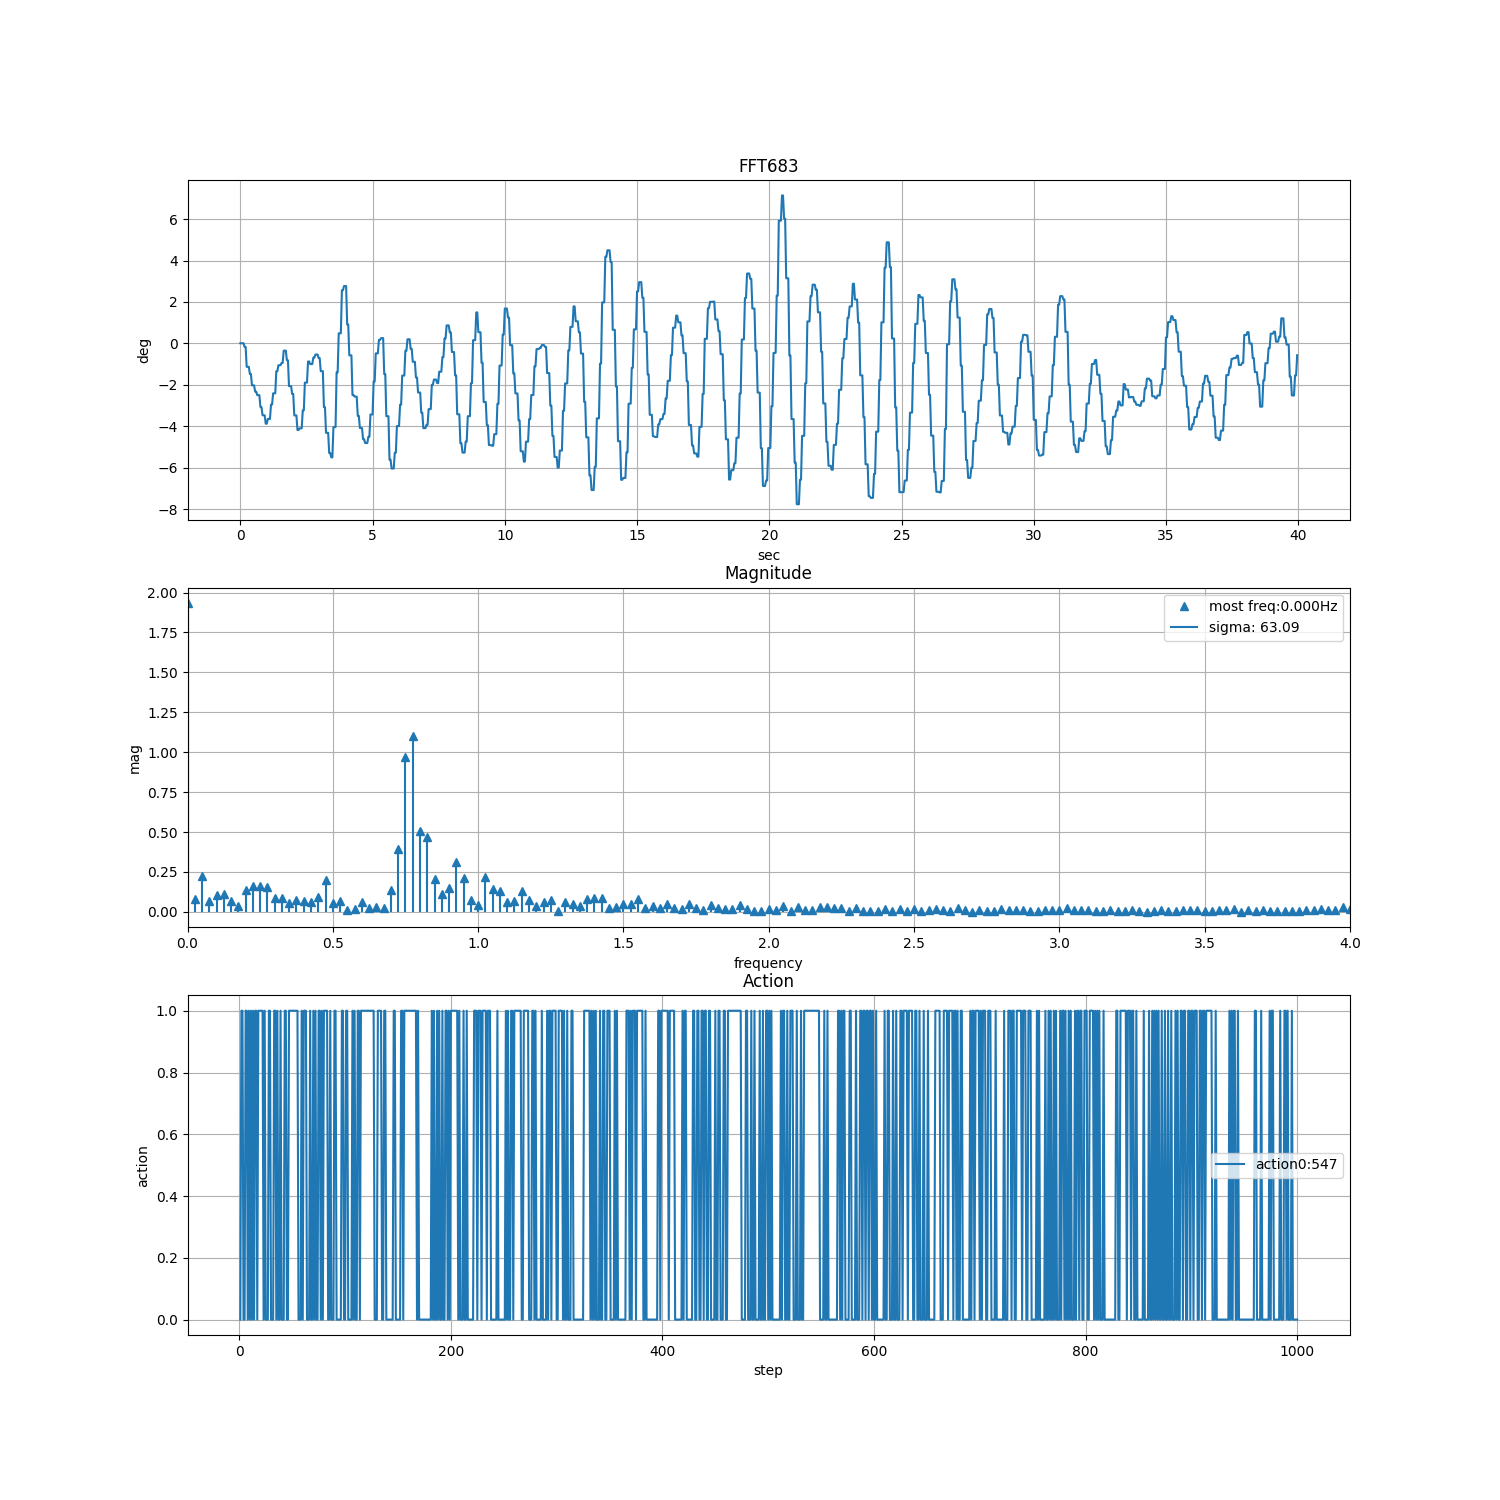 FFT683
6
4
2
0
−2
−4
−6
−8
deg
0 5 10 15 20 25 30 35 40
sec
Magnitude
2.00
1.75
1.50
1.25
1.00
0.75
0.50
0.25
0.00
mag
most freq:0.000Hz
sigma: 63.09
0.0 0.5 1.0 1.5 2.0 2.5 3.0 3.5 4.0
frequency
Action
1.0
0.8
0.6
0.4
0.2
0.0
action
action0:547
0 200 400 600 800 1000
step